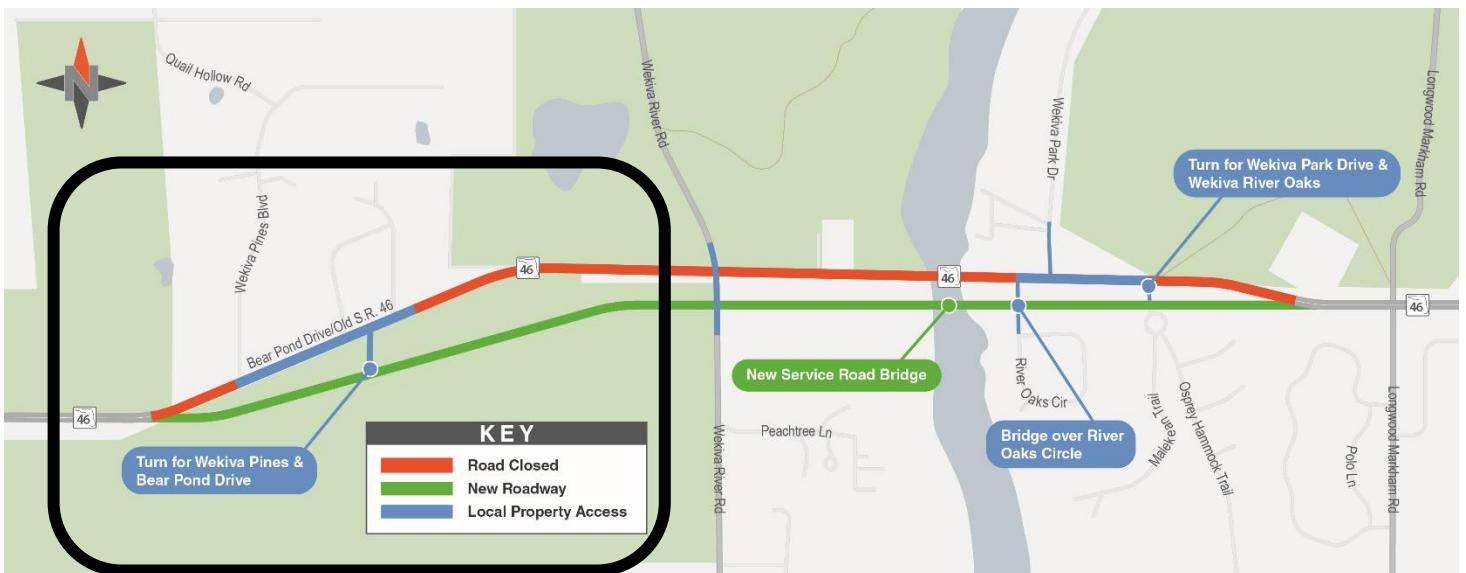 N
Quail Hollow Rd
Wekiva River Rd
Longwood Markham Rd
Wekiva Park Dr
Turn for Wekiva Park Drive &
Wekiva River Oaks
Wekiva Pines Blvd
46
46
Bear Pond Drive/Old S.R. 46
46
46
New Service Road Bridge
River Oaks Cir
Malekean Trail
Osprey Hammock Trail
Turn for Wekiva Pines &
Bear Pond Drive
KEY
Road Closed
New Roadway
Local Property Access
Wekiva River Rd
Peachtree Ln
Bridge over River
Oaks Circle
Polo Ln
Longwood Markham Rd